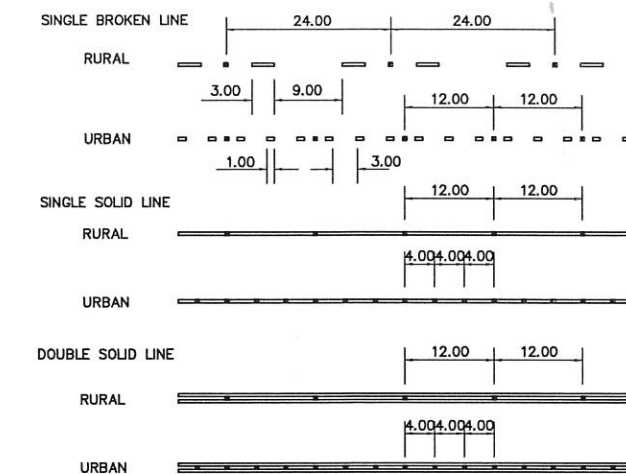 SINGLE BROKEN LINE 24.00 24.00
RURAL
3.00 9.00 12.00 12.00
URBAN
1.00 3.00
12.00 12.00
SINGLE SOLID LINE
RURAL
4.00 4.00 4.00
URBAN
DOUBLE SOLID LINE 12.00 12.00
RURAL
4.00 4.00 4.00
URBAN